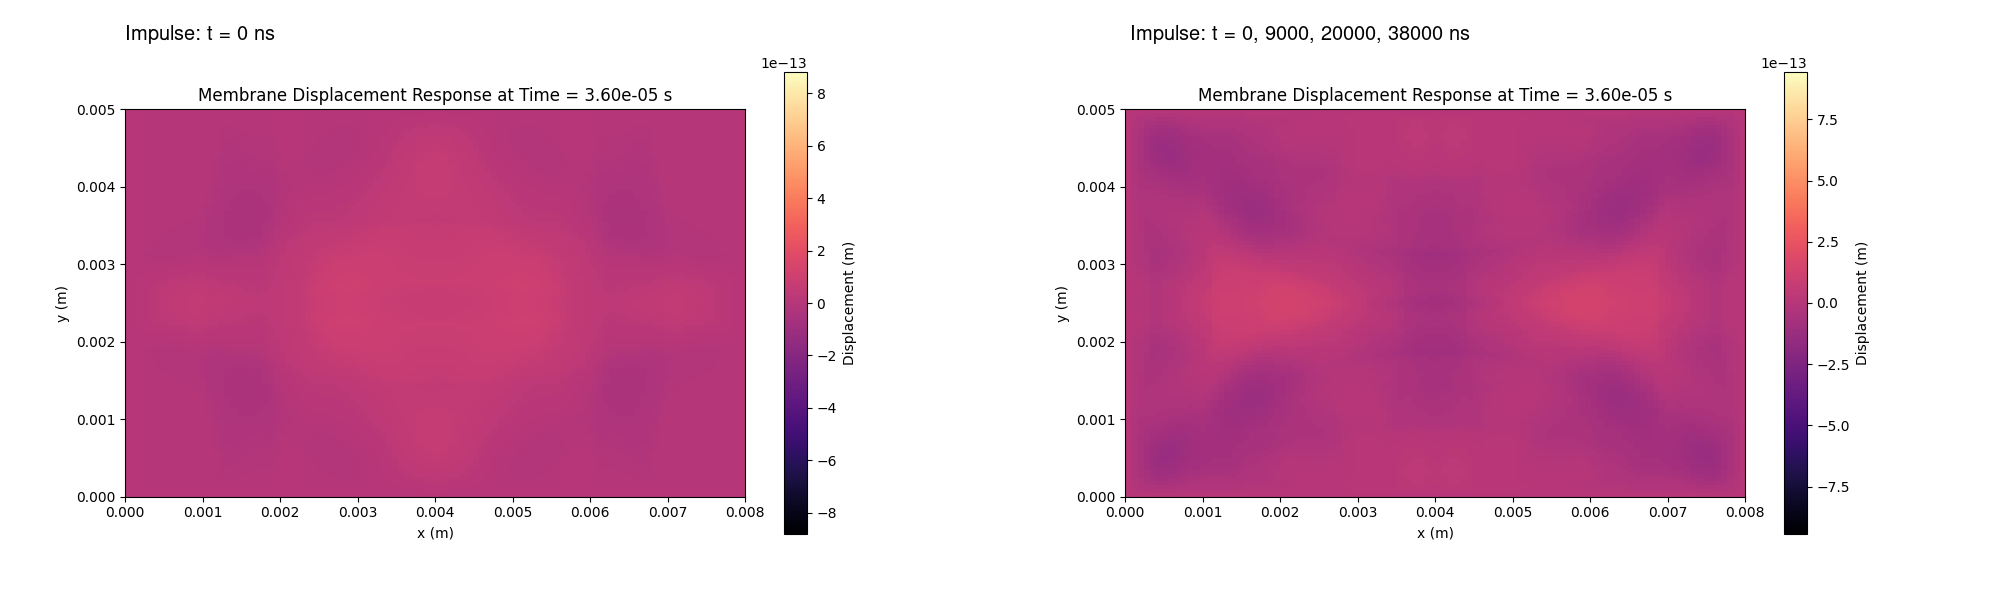 Impulse: t = 0 ns
1e−13
Membrane Displacement Response at Time = 3.60e-05 s
0.005
0.004
0.003
0.002
0.001
0.000
y (m)
0.000 0.001 0.002 0.003 0.004 0.005 0.006 0.007 0.008
x (m)
8
6
4
2
0
−2
−4
−6
−8
Displacement (m)
Impulse: t = 0, 9000, 20000, 38000 ns
1e−13
Membrane Displacement Response at Time = 3.60e-05 s
0.005
0.004
0.003
0.002
0.001
0.000
y (m)
0.000 0.001 0.002 0.003 0.004 0.005 0.006 0.007 0.008
x (m)
7.5
5.0
2.5
0.0
−2.5
−5.0
−7.5
Displacement (m)